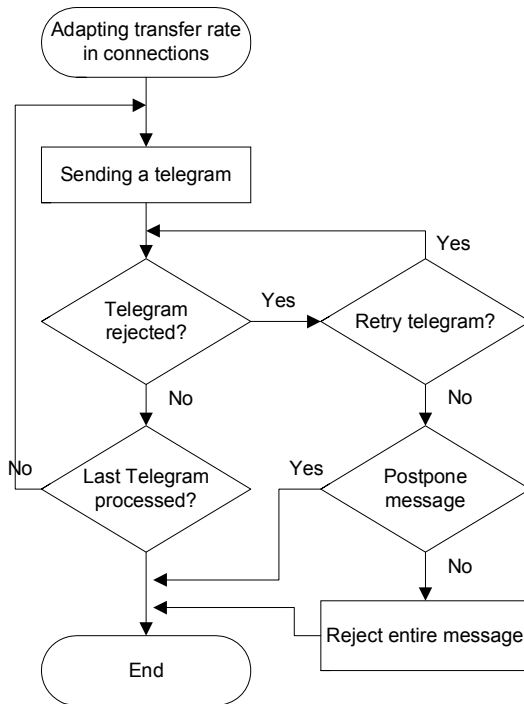 Adapting transfer rate
in connections
Sending a telegram
Yes
Telegram
rejected?
Yes
Retry telegram?
No
No
No
Last Telegram
processed?
Yes
Postpone
message
No
Reject entire message
End